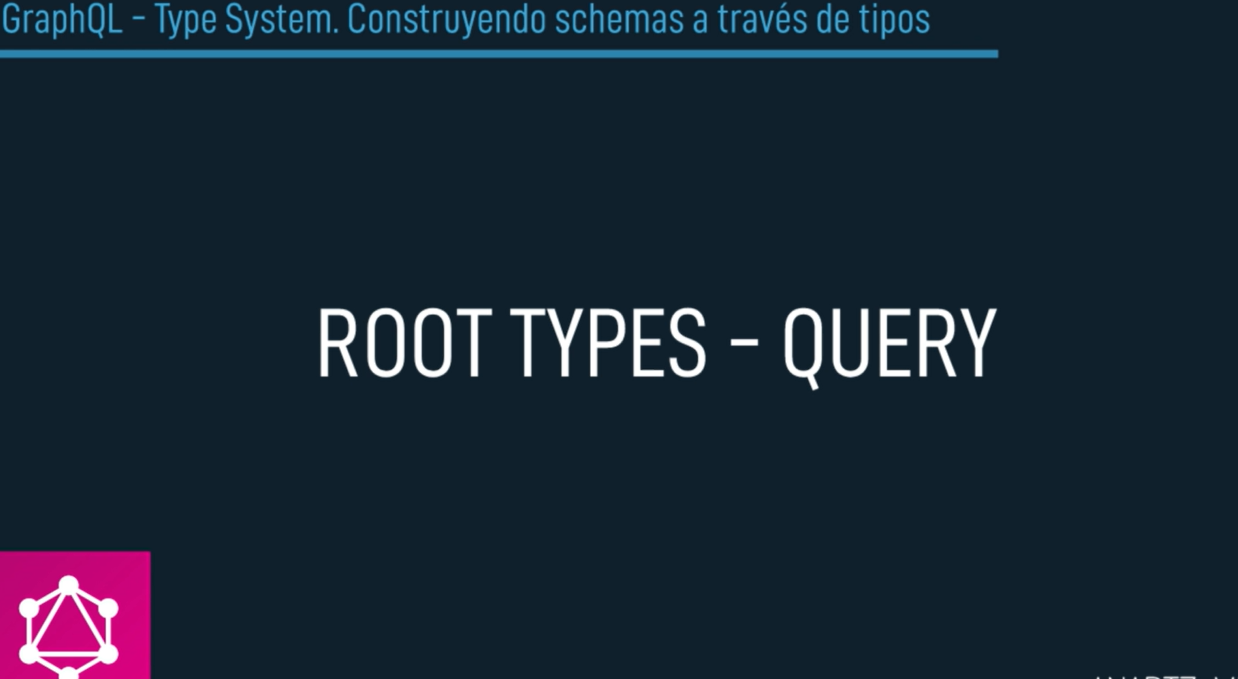 GraphQL - Type System. Construyendo schemas a través de tipos
ROOT TYPES - QUERY